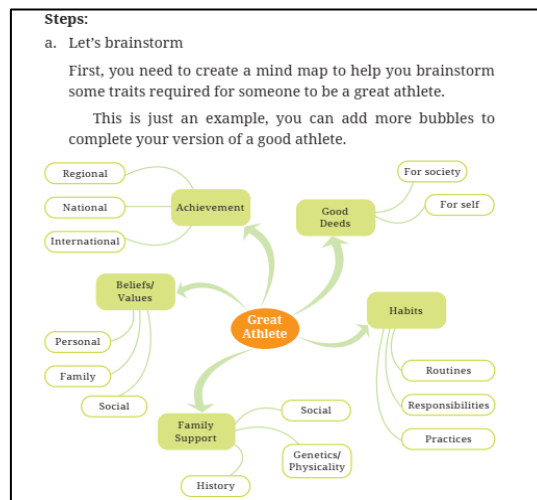 Steps:
a. Let's brainstorm
First, you need to create a mind map to help you brainstorm
some traits required for someone to be a great athlete.
This is just an example, you can add more bubbles to
complete your version of a good athlete.
For society
Regional
Achievement
Good
Deeds
For self
National
International
Beliefs/
Values
Great
Athlete
Habits
Personal
Family
Social
Routines
Responsibilities
Practices
Family
Support
Social
Genetics/
Physicality
History